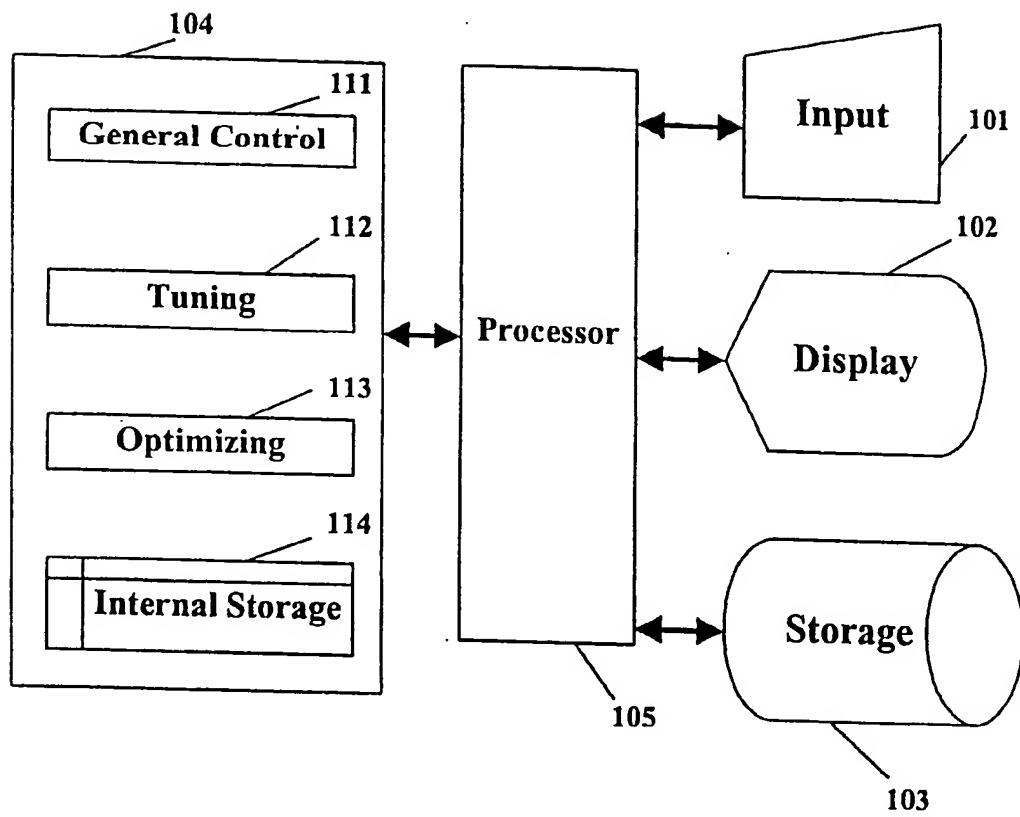 104
111
General Control
112
Tuning
113
Optimizing
114
Internal Storage
Processor
105
Input
101
102
Display
Storage
103